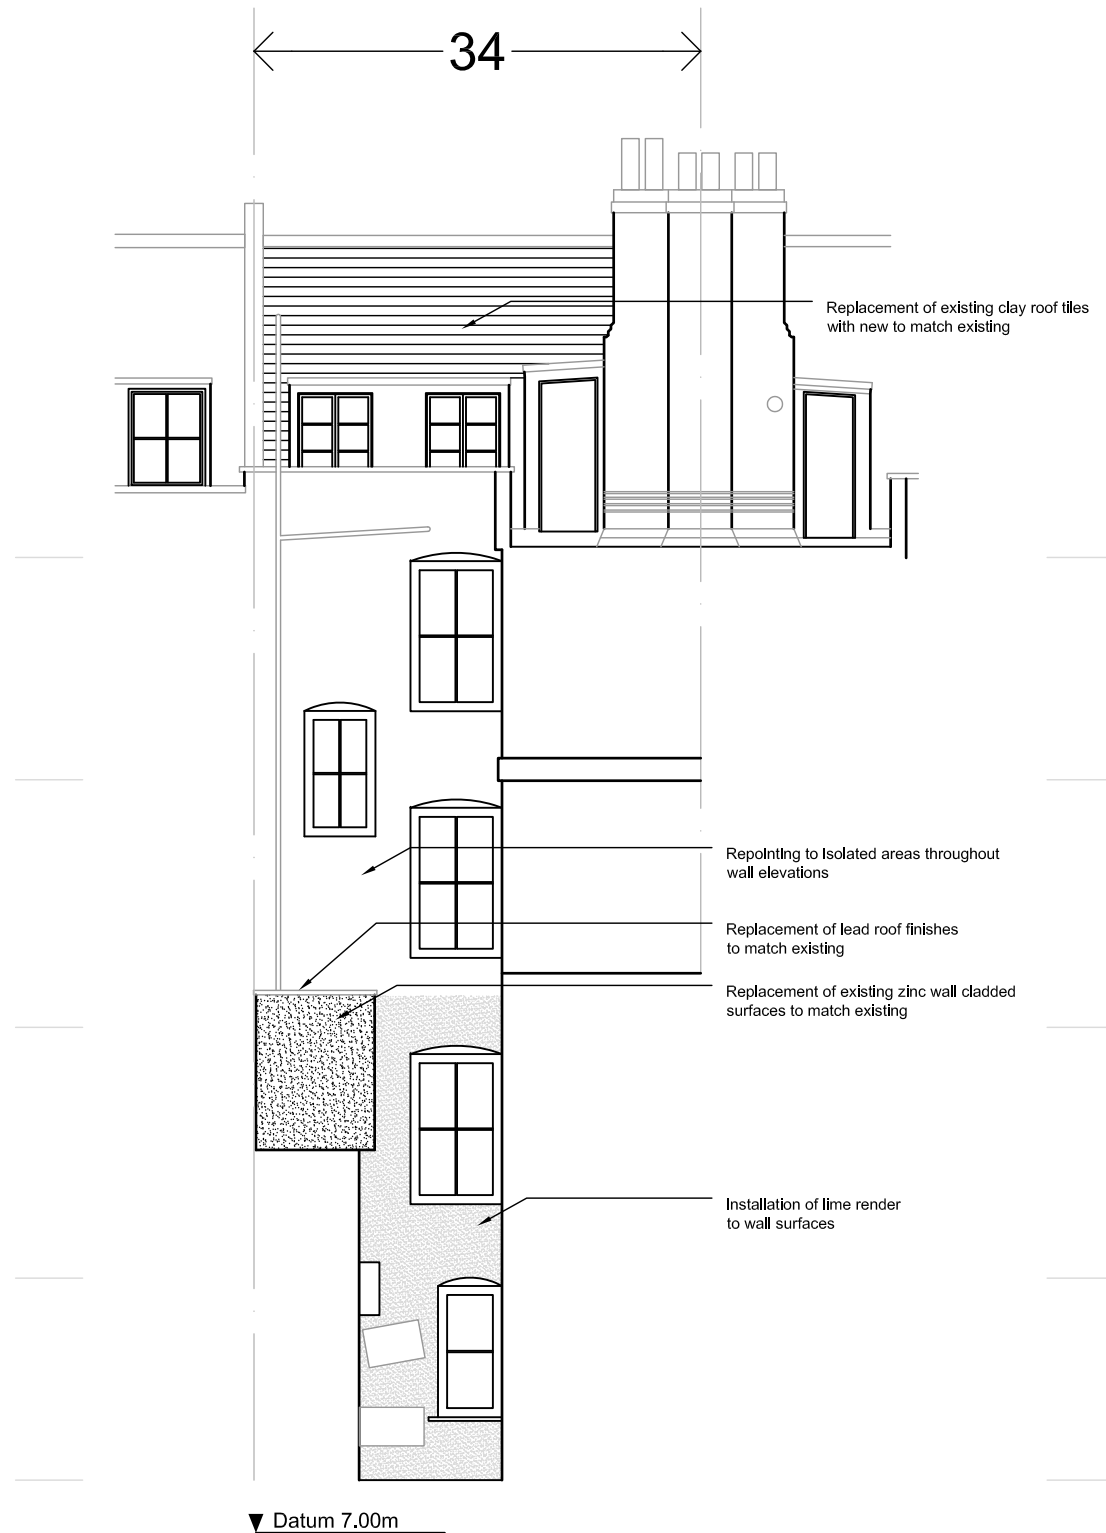 34
Replacement of existing clay roof tiles
with new to match existing
Repointing to isolated areas throughout
wall elevations
Replacement of lead roof finishes
to match existing
Replacement of existing zinc wall cladded
surfaces to match existing
Installation of lime render
to wall surfaces
Datum 7.00m